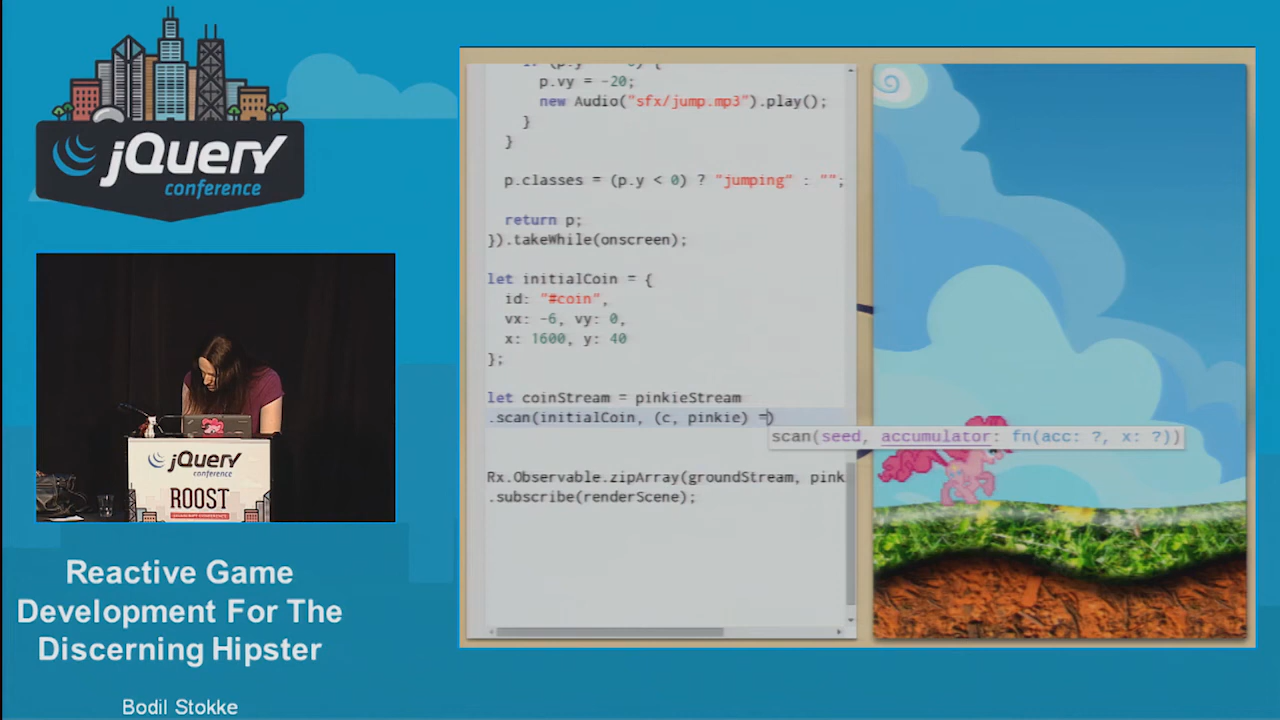 jQuery
conference
jQuery
conference
ROOST
Reactive Game
Development For The
Discerning Hipster
Bodil Stokke
p.vy = -20;
new Audio("sfx/jump.mp3").play();
}
}
p.classes = (p.y < 0) ? "jumping" : "";
return p;
}).takeWhile(onscreen);
let initialCoin = {
id: "#coin",
vx: -6, vy: 0,
x: 1600, y: 40
};
let coinStream = pinkieStream
.scan(initialCoin, (c, pinkie) =)
scan(seed, accumulator: fn(acc: ?, x: ?))
Rx.Observable.zipArray(groundStream, pink
.subscribe(renderScene);